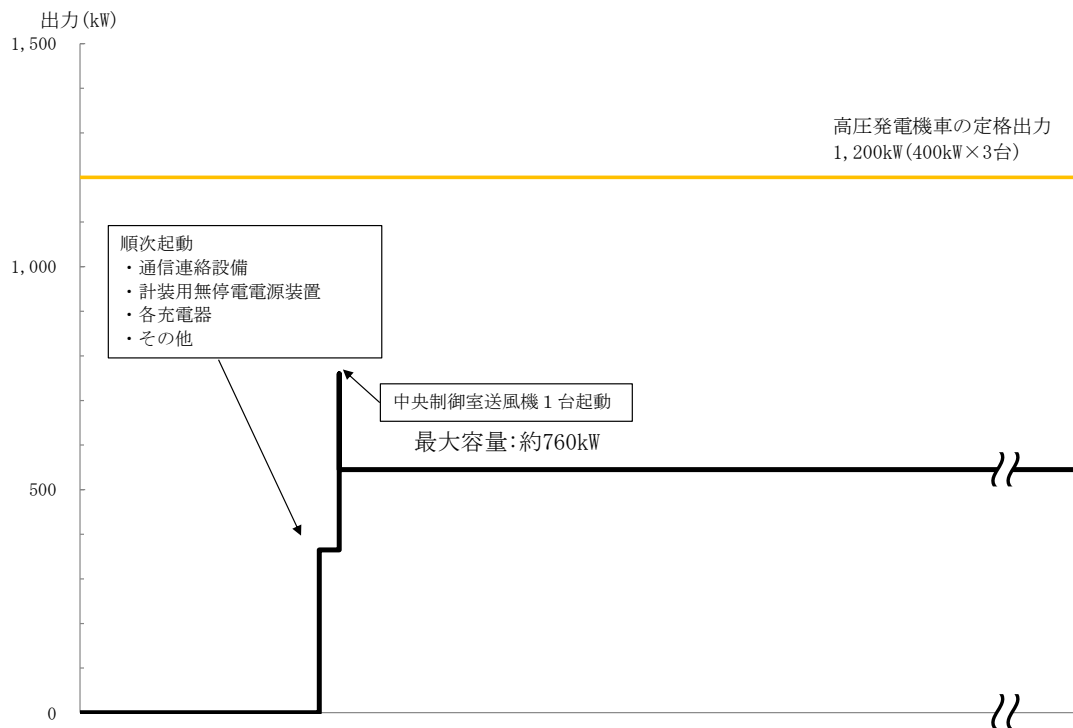 出力(kW)
1,500
高圧発電機車の定格出力
1,200kW(400kW×3台)
順次起動
・通信連絡設備
・計装用無停電電源装置
・各充電器
・その他
1,000
中央制御室送風機１台起動
最大容量：約760kW
500
0